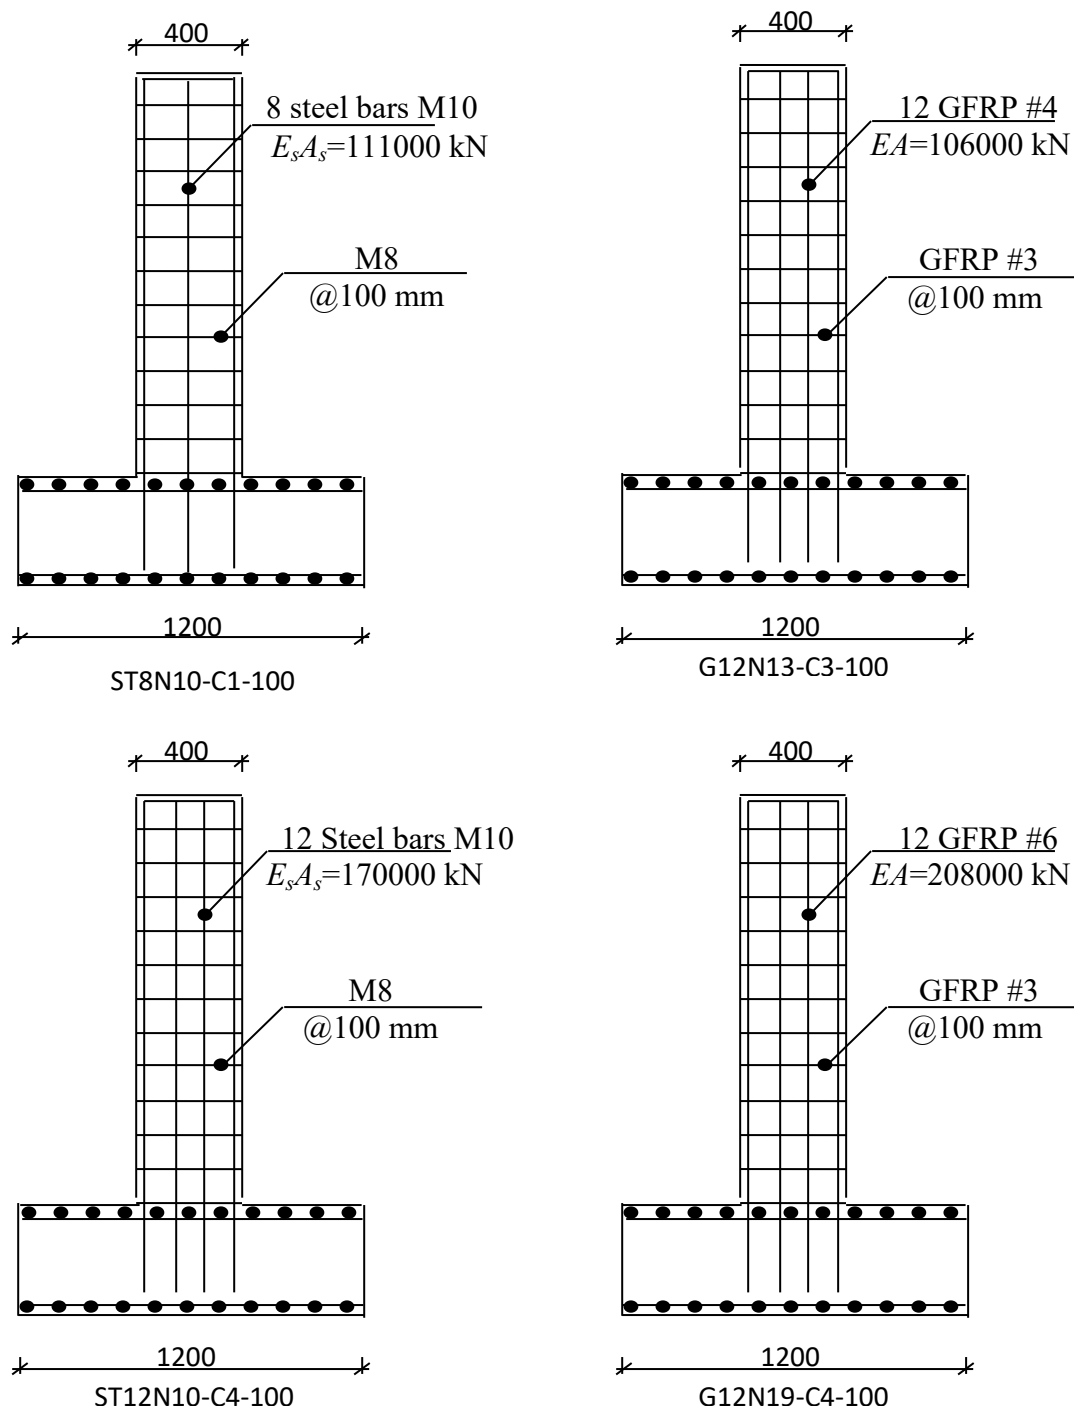 400
8 steel bars M10
EsAs=111000 kN
M8
@100 mm
1200
ST8N10-C1-100
400
12 GFRP #4
EA=106000 kN
GFRP #3
@100 mm
1200
G12N13-C3-100
400
12 Steel bars M10
EsAs=170000 kN
M8
@100 mm
1200
ST12N10-C4-100
400
12 GFRP #6
EA=208000 kN
GFRP #3
@100 mm
1200
G12N19-C4-100